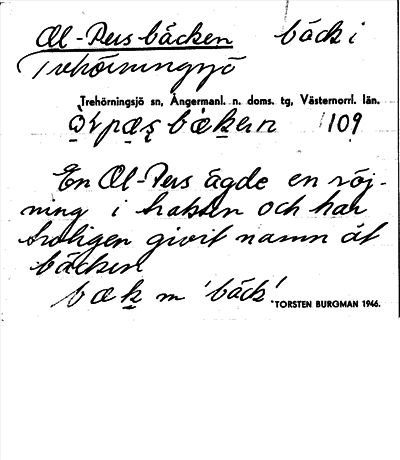 Ol-Pers bäcken bäck i
Trehörningsjö
Trehörningsjö sn, Ångermanl. n. doms. tg, Västernorrl. län.
109
En Ol-Pers ägde en röj-
ning i trakten och har
troligen givit namn åt
bäcken
bæk m 'bäck'
TORSTEN BURGMAN 1946.